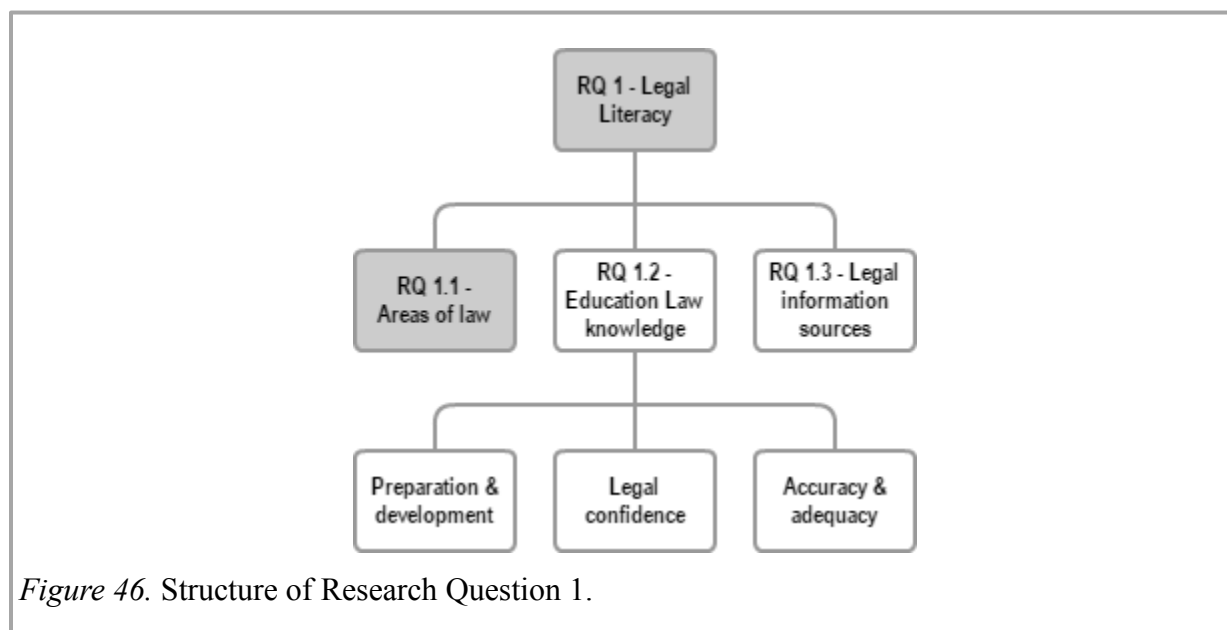 RQ 1 - Legal
Literacy
RQ 1.1 -
Areas of law
RQ 1.2 -
Education Law
knowledge
RQ 1.3 - Legal
information
sources
Preparation &
development
Legal
confidence
Accuracy &
adequacy
Figure 46. Structure of Research Question 1.